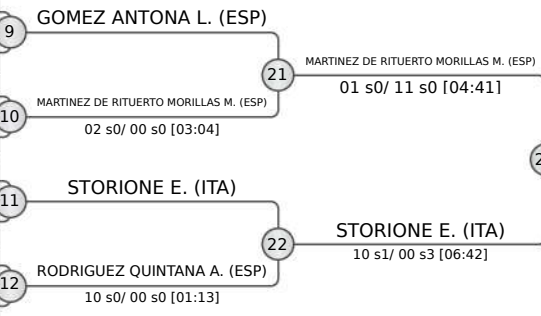 GOMEZ ANTONA L. (ESP)
9
21
MARTINEZ DE RITUERTO MORILLAS M. (ESP)
01 s0/ 11 s0 [04:41]
MARTINEZ DE RITUERTO MORILLAS M. (ESP)
10
02 s0/ 00 s0 [03:04]
STORIONE E. (ITA)
11
22
STORIONE E. (ITA)
10 s1/ 00 s3 [06:42]
RODRIGUEZ QUINTANA A. (ESP)
12
10 s0/ 00 s0 [01:13]